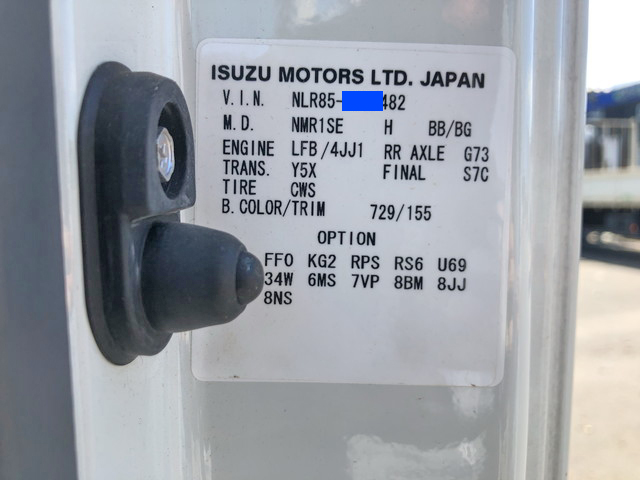 ISUZU MOTORS LTD. JAPAN
V.I.N. NLR85- 482
M.D. NMR1SE H BB/BG
ENGINE LFB/4JJ1 RR AXLE G73
TRANS. Y5X FINAL S7C
TIRE CWS
B.COLOR/TRIM 729/155
OPTION
FF0 KG2 RPS RS6 U69
34W 6MS 7VP 8BM 8JJ
8NS